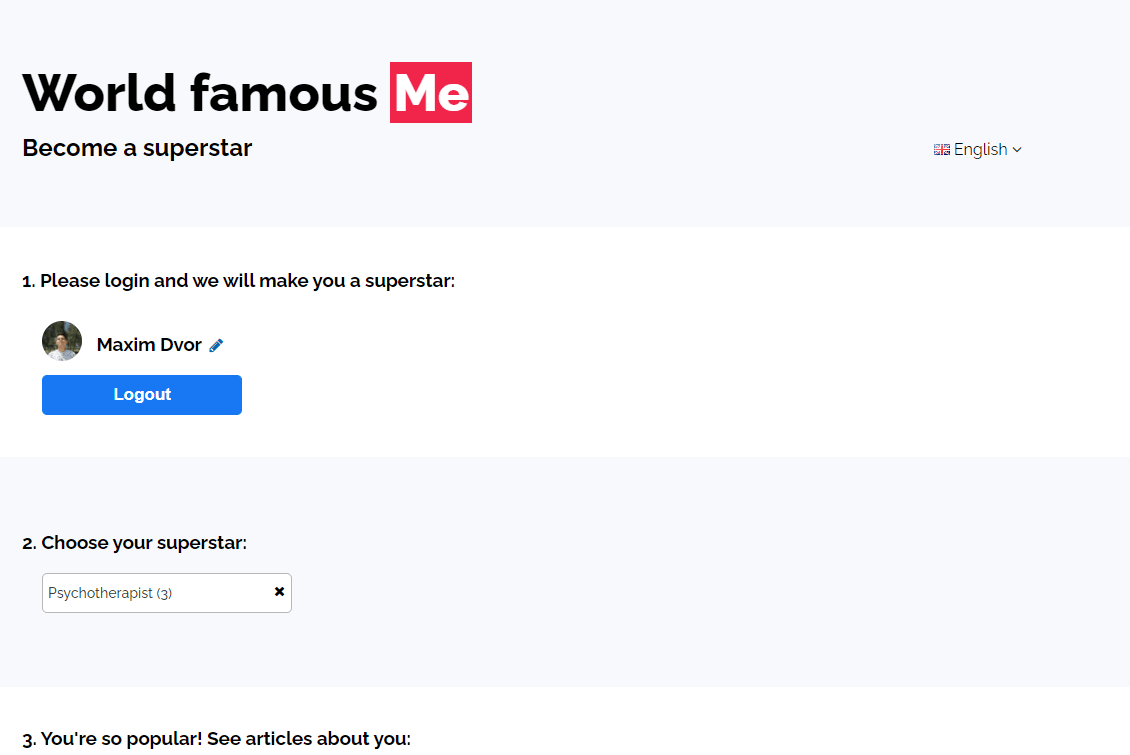 World famous Me
Become a superstar
English
1. Please login and we will make you a superstar:
Maxim Dvor
Logout
2. Choose your superstar:
Psychotherapist (3)
3. You're so popular! See articles about you: